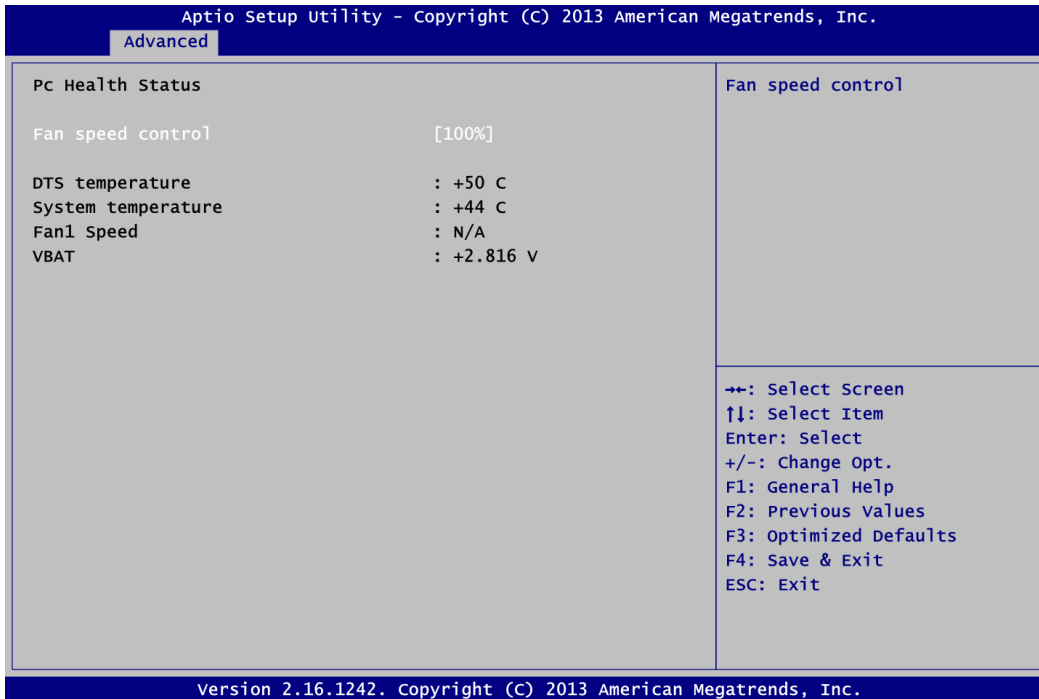 Aptio Setup Utility - Copyright (C) 2013 American Megatrends, Inc.
Advanced
Pc Health Status
Fan speed control [100%]
DTS temperature : +50 C
System temperature : +44 C
Fan1 Speed : N/A
VBAT : +2.816 V
Fan speed control
→←: Select Screen
↑↓: Select Item
Enter: Select
+/-: Change Opt.
F1: General Help
F2: Previous Values
F3: Optimized Defaults
F4: Save & Exit
ESC: Exit
Version 2.16.1242. Copyright (C) 2013 American Megatrends, Inc.